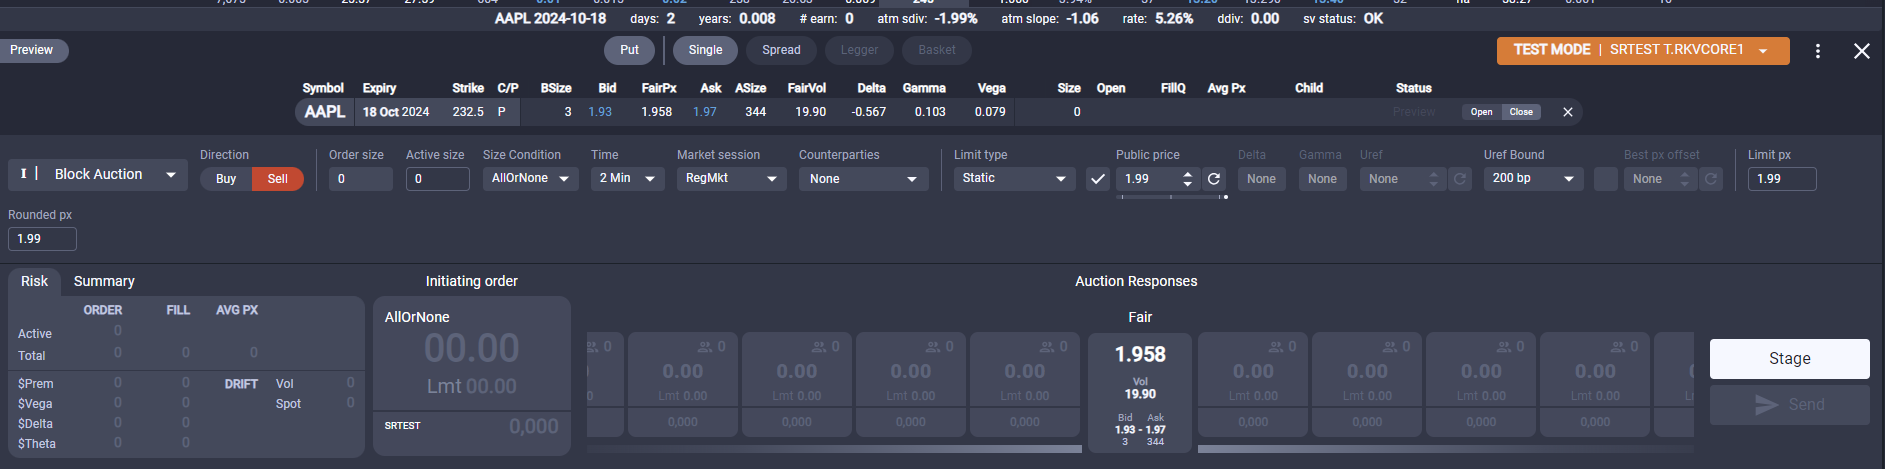 AAPL 2024-10-18 days: 2 years: 0.008 # earn: 0 atm sdiv: -1.99% atm slope: -1.06 rate: 5.26% ddiv: 0.00 sv status: OK
Preview Put Single Spread Legger Basket TEST MODE | SRTEST T.RKVCORE1
Symbol Expiry Strike C/P BSize Bid FairPx Ask ASize FairVol Delta Gamma Vega Size Open FillQ Avg Px Child Status
AAPL 18 Oct 2024 232.5 P 3 1.93 1.958 1.97 344 19.90 -0.567 0.103 0.079 0 Preview Open Close
Direction Order size Active size Size Condition Time Market session Counterparties Limit type Public price Delta Gamma Uref Uref Bound Best px offset Limit px
I | Block Auction Buy Sell 0 0 AllOrNone 2 Min RegMkt None Static 1.99 None None None 200 bp None 1.99
Rounded px
1.99
Risk Summary Initiating order Auction Responses
ORDER FILL AVG PX AllOrNone Fair
Active 0
Total 0 0 0
$Prem 0 0 DRIFT Vol 0
$Vega 0 0 Spot 0
$Delta 0 0
$Theta 0 0
00.00
Lmt 00.00
SRTEST 0,000
0 0 0 0 0 1.958 0 0 0 0
0.00 0.00 0.00 0.00 0.00 0.00 0.00 0.00
Lmt 0.00 Lmt 0.00 Lmt 0.00 Lmt 0.00 Vol 19.90 Lmt 0.00 Lmt 0.00 Lmt 0.00 Lmt 0.00
0,000 0,000 0,000 0,000 0,000 0,000 0,000 0,000
Bid Ask
1.93 - 1.97
3 344
Stage
Send